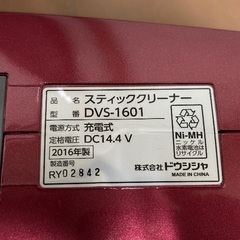 品 名 スティッククリーナー
型 番 DVS-1601
電源方式 充電式
定格電圧 DC14.4 V
2016年製
製造番号
RY02842
Ni-MH
ニッケル
水素電池は
リサイクル
株式会社ドウシシャ
MADE IN CHINA